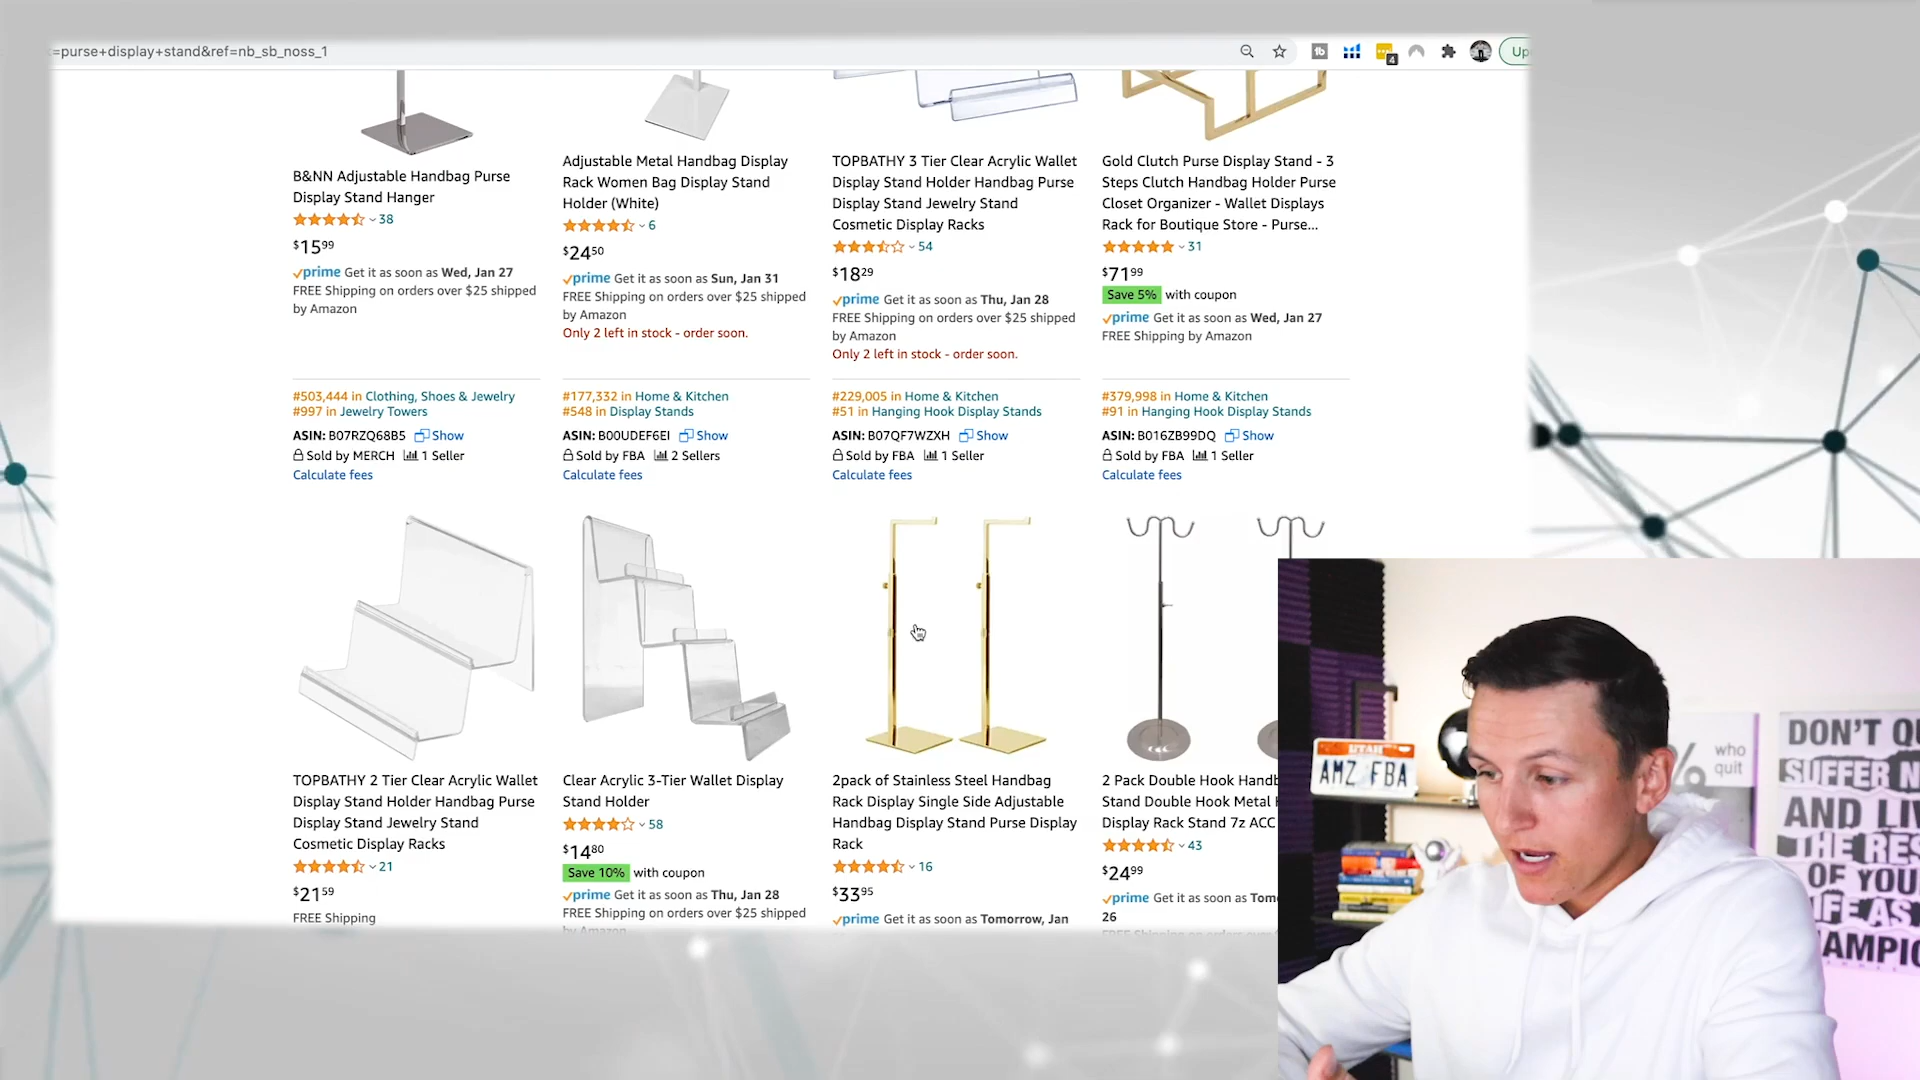 =purse+display+stand&ref=nb_sb_noss_1
4
Up
B&NN Adjustable Handbag Purse
Display Stand Hanger
38
$15 99
prime Get it as soon as Wed, Jan 27
FREE Shipping on orders over $25 shipped
by Amazon
#503,444 in Clothing, Shoes & Jewelry
#997 in Jewelry Towers
ASIN: B07RZQ68B5 Show
Sold by MERCH 1 Seller
Calculate fees
Adjustable Metal Handbag Display
Rack Women Bag Display Stand
Holder (White)
6
$24 50
prime Get it as soon as Sun, Jan 31
FREE Shipping on orders over $25 shipped
by Amazon
Only 2 left in stock - order soon.
#177,332 in Home & Kitchen
#548 in Display Stands
ASIN: B00UDEF6EI Show
Sold by FBA 2 Sellers
Calculate fees
TOPBATHY 3 Tier Clear Acrylic Wallet
Display Stand Holder Handbag Purse
Display Stand Jewelry Stand
Cosmetic Display Racks
54
$18 29
prime Get it as soon as Thu, Jan 28
FREE Shipping on orders over $25 shipped
by Amazon
Only 2 left in stock - order soon.
#229,005 in Home & Kitchen
#51 in Hanging Hook Display Stands
ASIN: B07QF7WZXH Show
Sold by FBA 1 Seller
Calculate fees
Gold Clutch Purse Display Stand - 3
Steps Clutch Handbag Holder Purse
Closet Organizer - Wallet Displays
Rack for Boutique Store - Purse...
31
$71 99
Save 5% with coupon
prime Get it as soon as Wed, Jan 27
FREE Shipping by Amazon
#379,998 in Home & Kitchen
#91 in Hanging Hook Display Stands
ASIN: B016ZB99DQ Show
Sold by FBA 1 Seller
Calculate fees
TOPBATHY 2 Tier Clear Acrylic Wallet
Display Stand Holder Handbag Purse
Display Stand Jewelry Stand
Cosmetic Display Racks
21
$21 59
FREE Shipping
Clear Acrylic 3-Tier Wallet Display
Stand Holder
58
$14 80
Save 10% with coupon
prime Get it as soon as Thu, Jan 28
FREE Shipping on orders over $25 shipped
by Amazon
2pack of Stainless Steel Handbag
Rack Display Single Side Adjustable
Handbag Display Stand Purse Display
Rack
16
$33 95
prime Get it as soon as Tomorrow, Jan
2 Pack Double Hook Handb
Stand Double Hook Metal
Display Rack Stand 7z ACC
43
$24 99
prime Get it as soon as Tom
26
UTAH
AMZ FBA
% who
quit
DON'T QU
SUFFER N
AND LIV
THE RES
OF YOU
IFE AS
HAMPIO